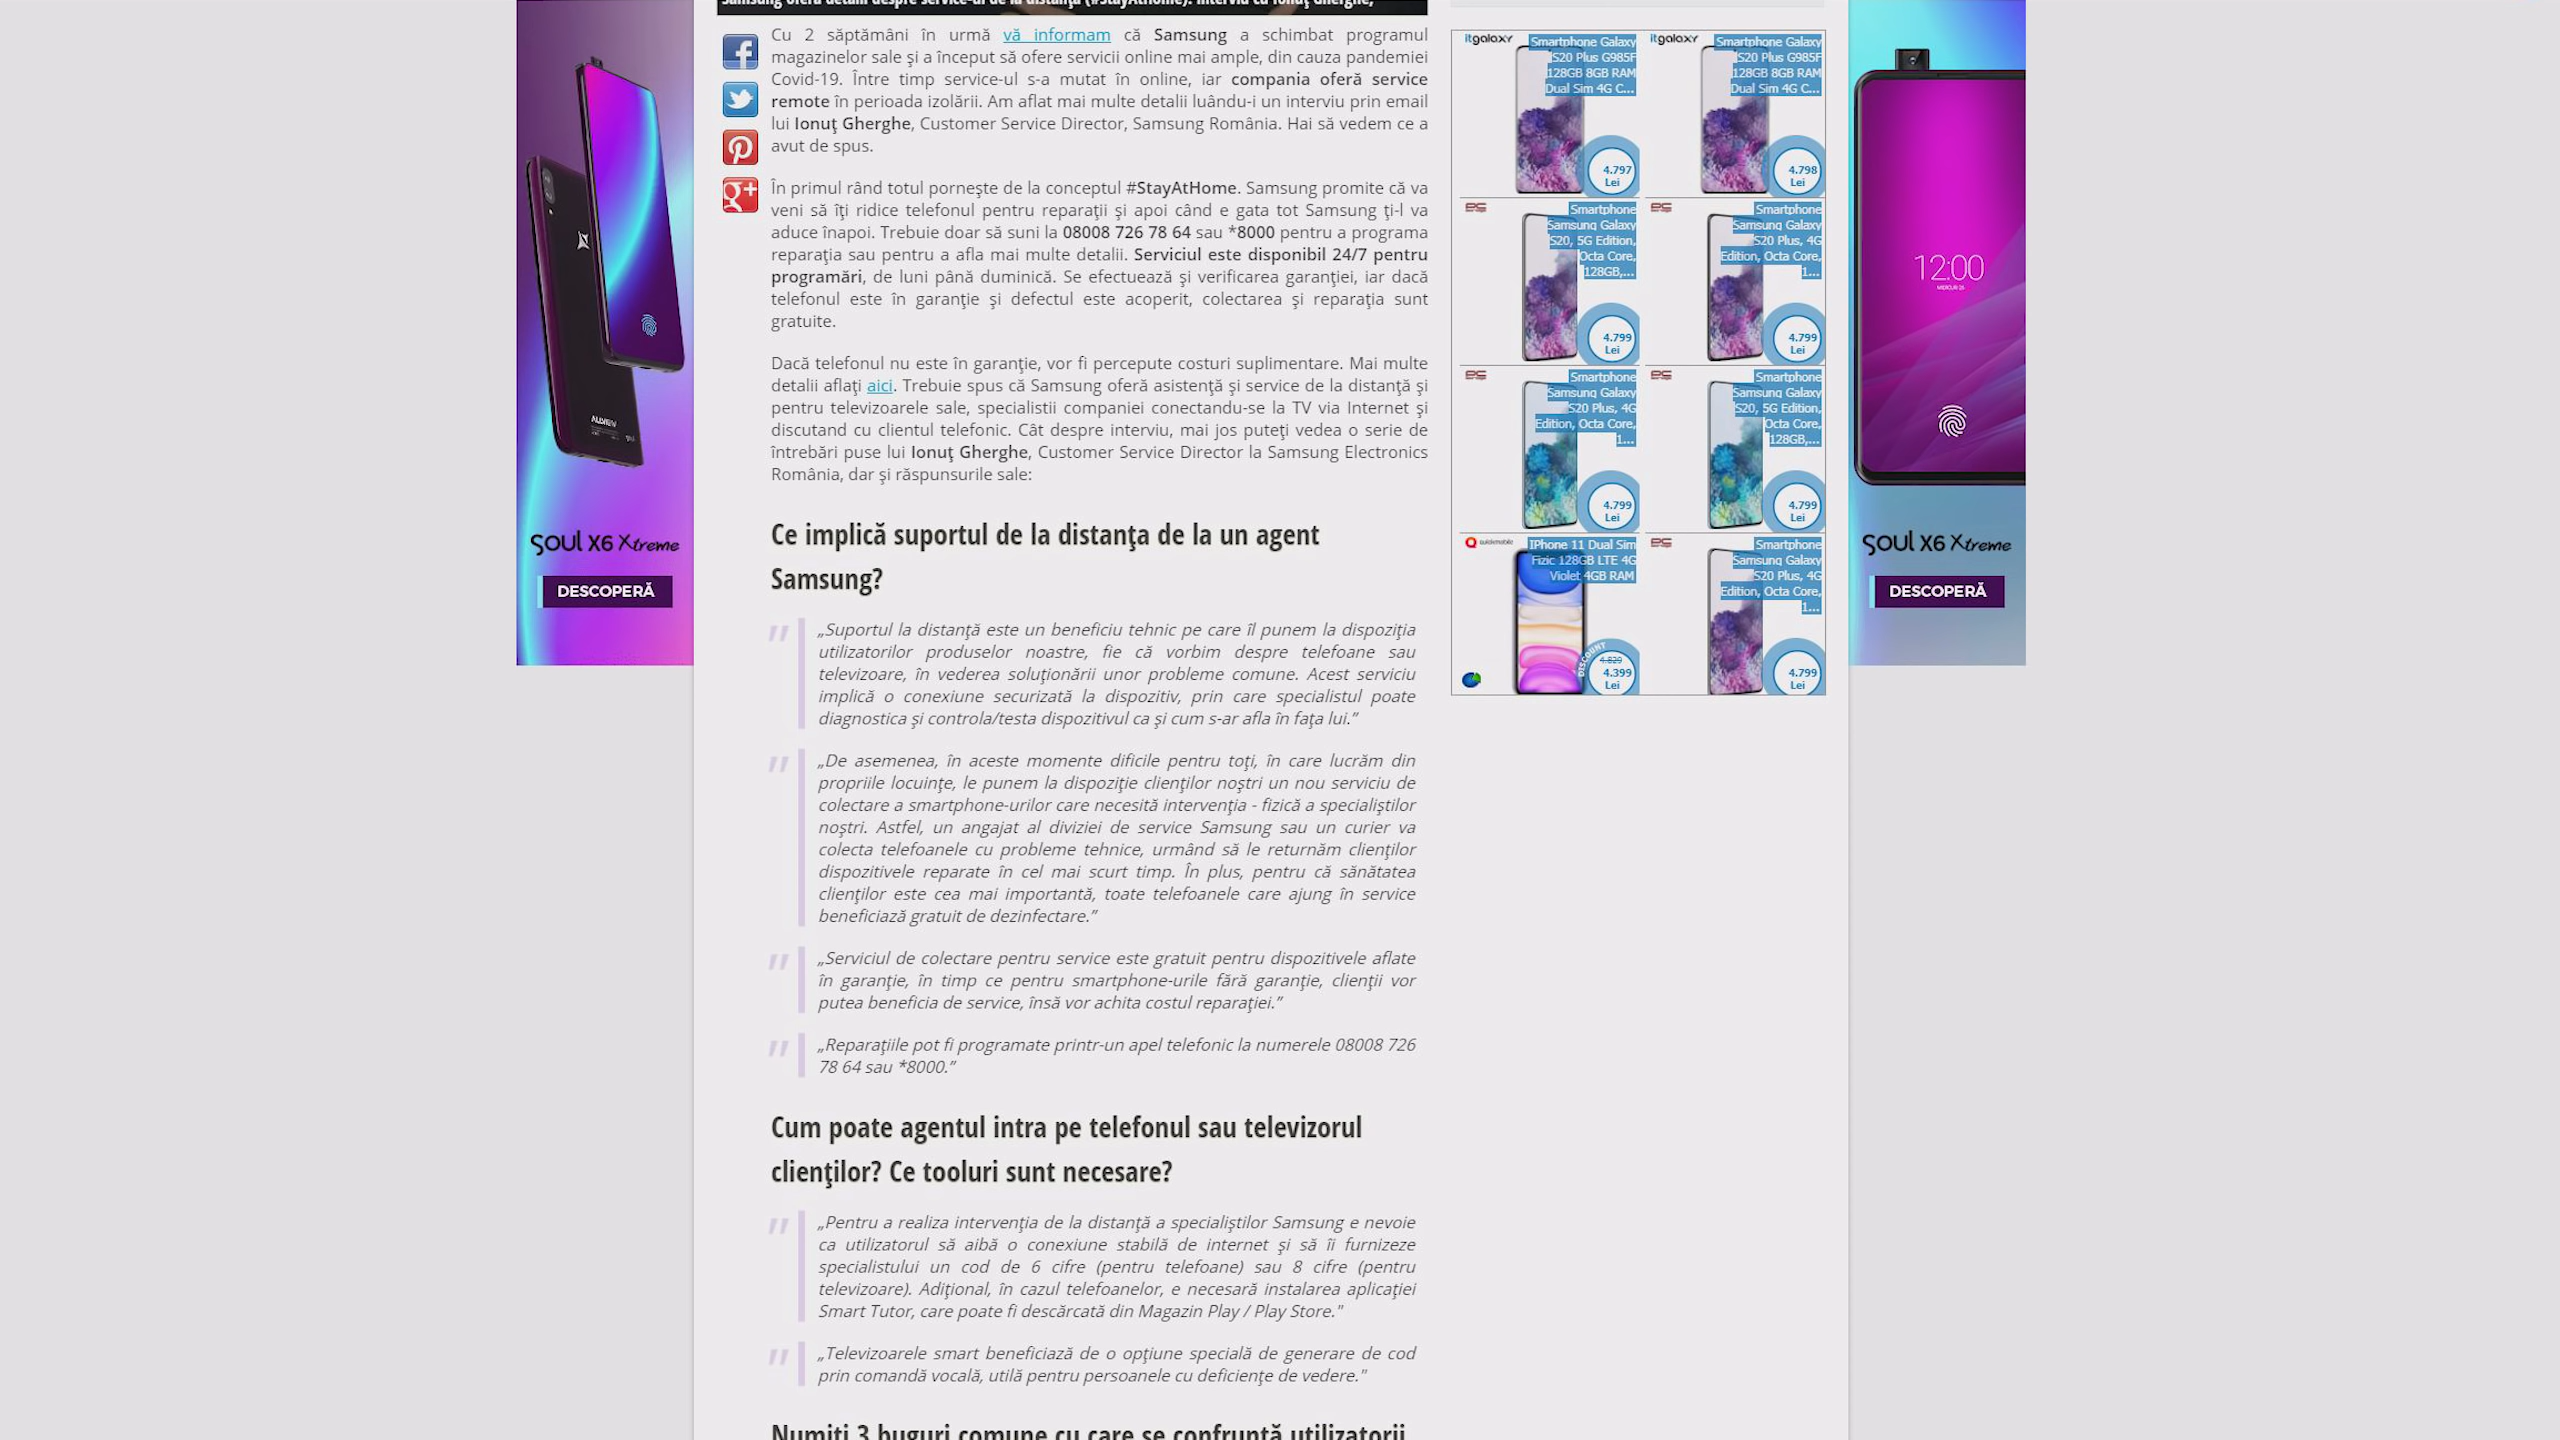 Samsung oferă detalii despre service-ul de la distanţă (#StayAtHome): Interviu cu Ionuţ Gherghe,
Cu 2 săptămâni în urmă vă informam că Samsung a schimbat programul
magazinelor sale şi a început să ofere servicii online mai ample, din cauza pandemiei
Covid-19. Între timp service-ul s-a mutat în online, iar compania oferă service
remote în perioada izolării. Am aflat mai multe detalii luându-i un interviu prin email
lui Ionuţ Gherghe, Customer Service Director, Samsung România. Hai să vedem ce a
avut de spus.
În primul rând totul porneşte de la conceptul #StayAtHome. Samsung promite că va
veni să îţi ridice telefonul pentru reparaţii şi apoi când e gata tot Samsung ţi-l va
aduce înapoi. Trebuie doar să suni la 08008 726 78 64 sau *8000 pentru a programa
reparaţia sau pentru a afla mai multe detalii. Serviciul este disponibil 24/7 pentru
programări, de luni până duminică. Se efectuează şi verificarea garanţiei, iar dacă
telefonul este în garanţie şi defectul este acoperit, colectarea şi reparaţia sunt
gratuite.
Dacă telefonul nu este în garanţie, vor fi percepute costuri suplimentare. Mai multe
detalii aflaţi aici. Trebuie spus că Samsung oferă asistenţă şi service de la distanţă şi
pentru televizoarele sale, specialistii companiei conectandu-se la TV via Internet şi
discutand cu clientul telefonic. Cât despre interviu, mai jos puteţi vedea o serie de
întrebări puse lui Ionuţ Gherghe, Customer Service Director la Samsung Electronics
România, dar şi răspunsurile sale:
Ce implică suportul de la distanţa de la un agent
Samsung?
„Suportul la distanţă este un beneficiu tehnic pe care îl punem la dispoziţia
utilizatorilor produselor noastre, fie că vorbim despre telefoane sau
televizoare, în vederea soluţionării unor probleme comune. Acest serviciu
implică o conexiune securizată la dispozitiv, prin care specialistul poate
diagnostica şi controla/testa dispozitivul ca şi cum s-ar afla în faţa lui.”
„De asemenea, în aceste momente dificile pentru toţi, în care lucrăm din
propriile locuinţe, le punem la dispoziţie clienţilor noştri un nou serviciu de
colectare a smartphone-urilor care necesită intervenţia - fizică a specialiştilor
noştri. Astfel, un angajat al diviziei de service Samsung sau un curier va
colecta telefoanele cu probleme tehnice, urmând să le returnăm clienţilor
dispozitivele reparate în cel mai scurt timp. În plus, pentru că sănătatea
clienţilor este cea mai importantă, toate telefoanele care ajung în service
beneficiază gratuit de dezinfectare.”
„Serviciul de colectare pentru service este gratuit pentru dispozitivele aflate
în garanţie, în timp ce pentru smartphone-urile fără garanţie, clienţii vor
putea beneficia de service, însă vor achita costul reparaţiei.”
„Reparaţiile pot fi programate printr-un apel telefonic la numerele 08008 726
78 64 sau *8000.”
Cum poate agentul intra pe telefonul sau televizorul
clienţilor? Ce tooluri sunt necesare?
„Pentru a realiza intervenţia de la distanţă a specialiştilor Samsung e nevoie
ca utilizatorul să aibă o conexiune stabilă de internet şi să îi furnizeze
specialistului un cod de 6 cifre (pentru telefoane) sau 8 cifre (pentru
televizoare). Adiţional, în cazul telefoanelor, e necesară instalarea aplicaţiei
Smart Tutor, care poate fi descărcată din Magazin Play / Play Store."
„Televizoarele smart beneficiază de o opţiune specială de generare de cod
prin comandă vocală, utilă pentru persoanele cu deficienţe de vedere."
Numiţi 3 buguri comune cu care se confruntă utilizatorii
ALLVIEW
SOUL X6 Xtreme
DESCOPERĂ
itgalaxy
Smartphone Galaxy
S20 Plus G985F
128GB 8GB RAM
Dual Sim 4G C...
4.797
Lei
itgalaxy
Smartphone Galaxy
S20 Plus G985F
128GB 8GB RAM
Dual Sim 4G C...
4.798
Lei
Smartphone
Samsung Galaxy
S20, 5G Edition,
Octa Core,
128GB,...
4.799
Lei
Smartphone
Samsung Galaxy
S20 Plus, 4G
Edition, Octa Core,
1...
4.799
Lei
Smartphone
Samsung Galaxy
S20 Plus, 4G
Edition, Octa Core,
1...
4.799
Lei
Smartphone
Samsung Galaxy
S20, 5G Edition,
Octa Core,
128GB,...
4.799
Lei
quickmobile
IPhone 11 Dual Sim
Fizic 128GB LTE 4G
Violet 4GB RAM
DISCOUNT
4.829
4.399
Lei
Smartphone
Samsung Galaxy
S20 Plus, 4G
Edition, Octa Core,
1...
4.799
Lei
12:00
MIERCURI 25
SOUL X6 Xtreme
DESCOPERĂ